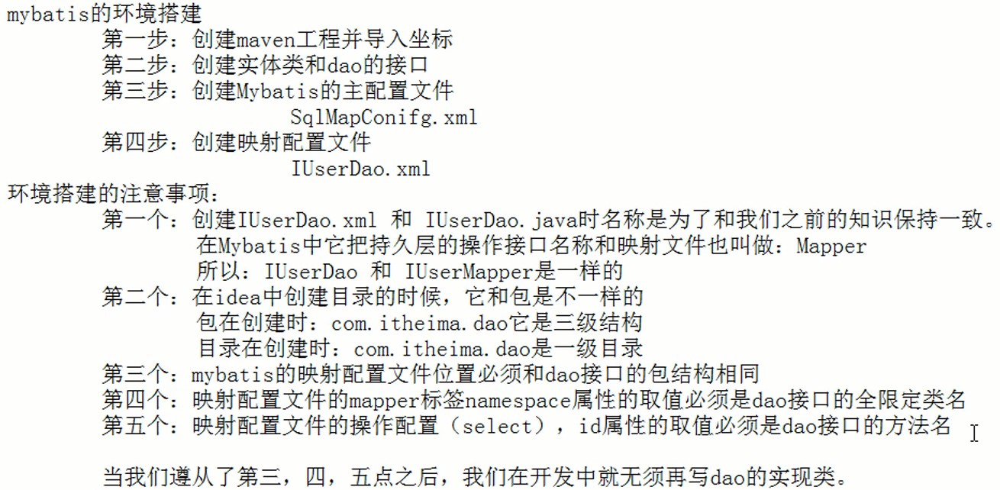 mybatis的环境搭建
第一步：创建maven工程并导入坐标
第二步：创建实体类和dao的接口
第三步：创建Mybatis的主配置文件
SqlMapConifg.xml
第四步：创建映射配置文件
IUserDao.xml
环境搭建的注意事项：
第一个：创建IUserDao.xml 和 IUserDao.java时名称是为了和我们之前的知识保持一致。
在Mybatis中它把持久层的操作接口名称和映射文件也叫做：Mapper
所以：IUserDao 和 IUserMapper是一样的
第二个：在idea中创建目录的时候，它和包是不一样的
包在创建时：com.itheima.dao它是三级结构
目录在创建时：com.itheima.dao是一级目录
第三个：mybatis的映射配置文件位置必须和dao接口的包结构相同
第四个：映射配置文件的mapper标签namespace属性的取值必须是dao接口的全限定类名
第五个：映射配置文件的操作配置（select），id属性的取值必须是dao接口的方法名
当我们遵从了第三，四，五点之后，我们在开发中就无须再写dao的实现类。